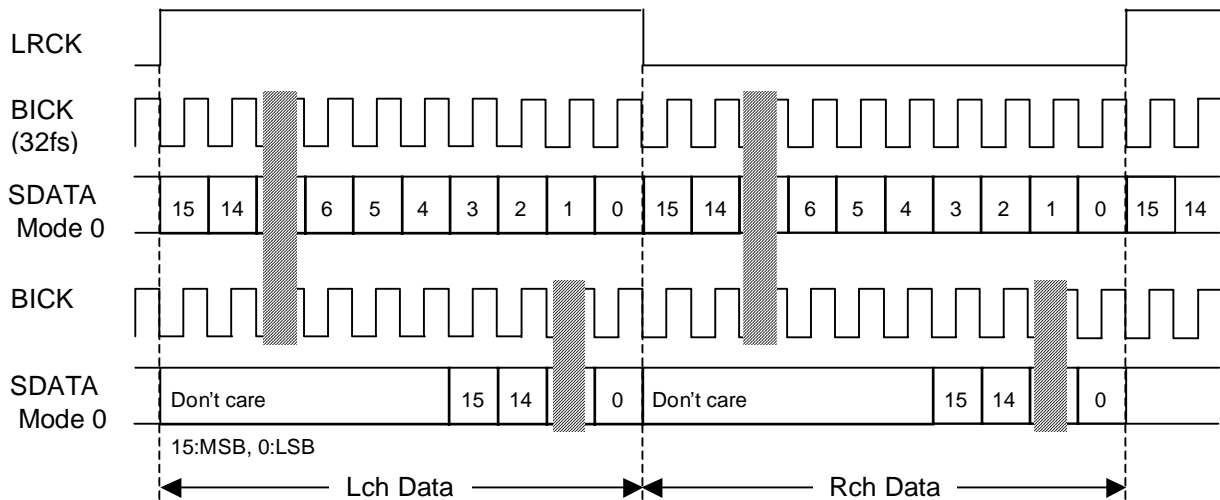 LRCK
BICK
(32fs)
SDATA
Mode 0
15 14 6 5 4 3 2 1 0 15 14 6 5 4 3 2 1 0 15 14
BICK
SDATA
Mode 0
Don't care 15 14 0 Don't care 15 14 0
15:MSB, 0:LSB
Lch Data Rch Data